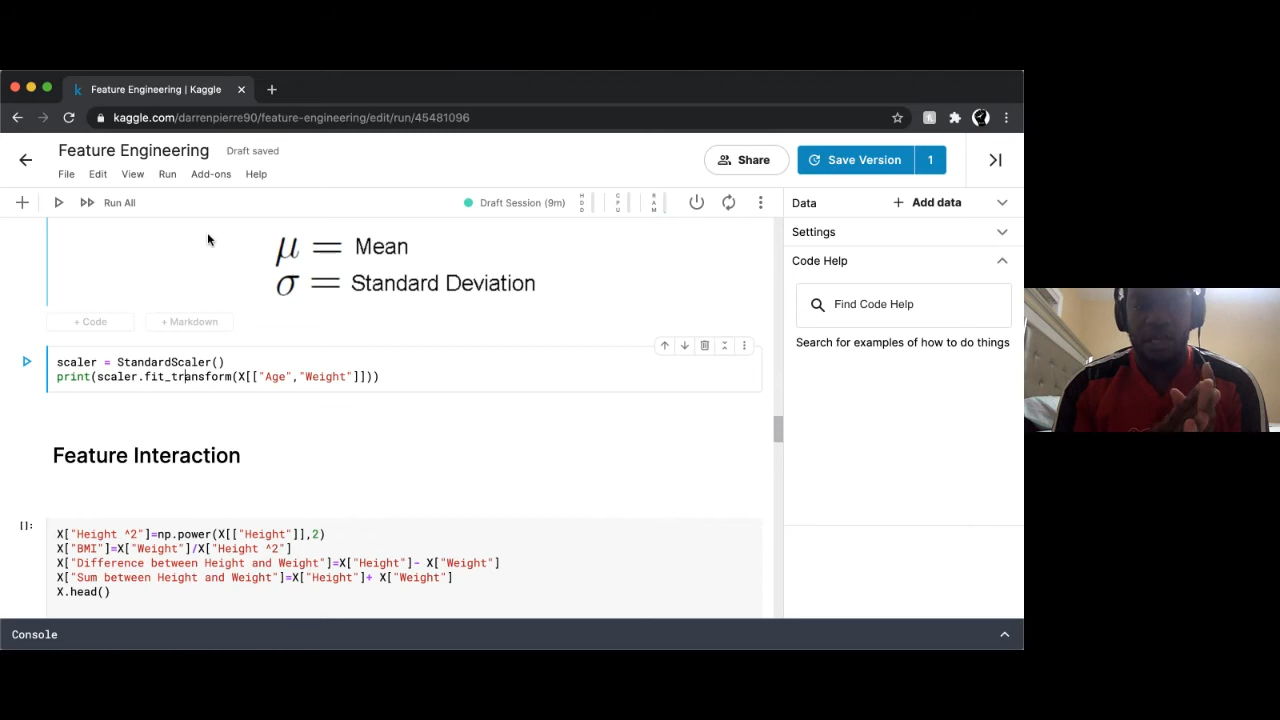 Feature Engineering | Kaggle
kaggle.com/darrenpierre90/feature-engineering/edit/run/45481096
Feature Engineering Draft saved
Share
Save Version 1
File Edit View Run Add-ons Help
Run All
Draft Session (9m)
HDD
CPU
RAM
Data
Add data
Settings
Code Help
Find Code Help
Search for examples of how to do things
μ = Mean
σ = Standard Deviation
+ Code
+ Markdown
scaler = StandardScaler()
print(scaler.fit_transform(X[["Age","Weight"]]))
Feature Interaction
[]:
X["Height ^2"]=np.power(X[["Height"]],2)
X["BMI"]=X["Weight"]/X["Height ^2"]
X["Difference between Height and Weight"]=X["Height"]- X["Weight"]
X["Sum between Height and Weight"]=X["Height"]+ X["Weight"]
X.head()
Console